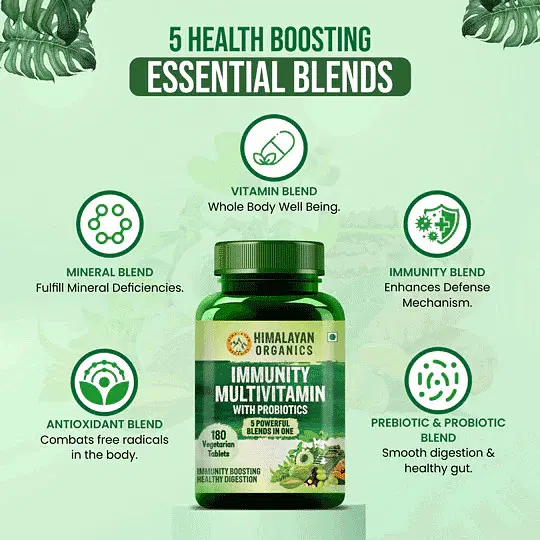 5 HEALTH BOOSTING
ESSENTIAL BLENDS
VITAMIN BLEND
Whole Body Well Being.
MINERAL BLEND
Fulfill Mineral Deficiencies.
IMMUNITY BLEND
Enhances Defense
Mechanism.
ANTIOXIDANT BLEND
Combats free radicals
in the body.
PREBIOTIC & PROBIOTIC
BLEND
Smooth digestion &
healthy gut.
HIMALAYAN
ORGANICS
IMMUNITY
MULTIVITAMIN
WITH PROBIOTICS
5 POWERFUL
BLENDS IN ONE
180
Vegetarian
Tablets
IMMUNITY BOOSTING
HEALTHY DIGESTION